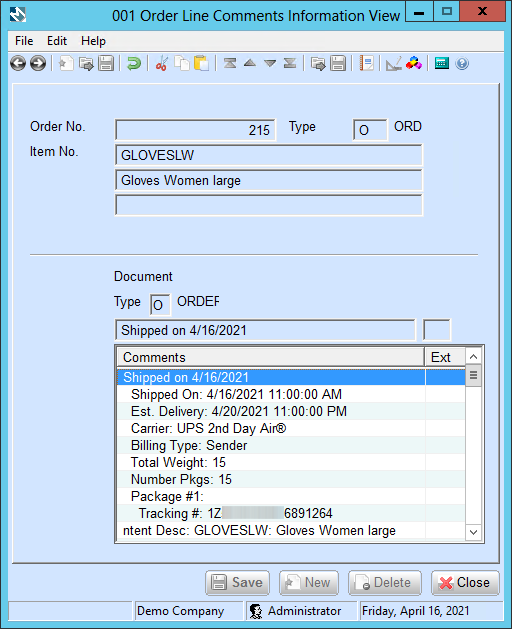 001 Order Line Comments Information View
File Edit Help
Order No. 215 Type O ORD
Item No. GLOVESLW
Gloves Women large
Document
Type O ORDEF
Shipped on 4/16/2021
Comments Ext
Shipped on 4/16/2021
Shipped On: 4/16/2021 11:00:00 AM
Est. Delivery: 4/20/2021 11:00:00 PM
Carrier: UPS 2nd Day Air®
Billing Type: Sender
Total Weight: 15
Number Pkgs: 15
Package #1:
Tracking #: 1Z 6891264
ntent Desc: GLOVESLW: Gloves Women large
Save New Delete Close
Demo Company Administrator Friday, April 16, 2021